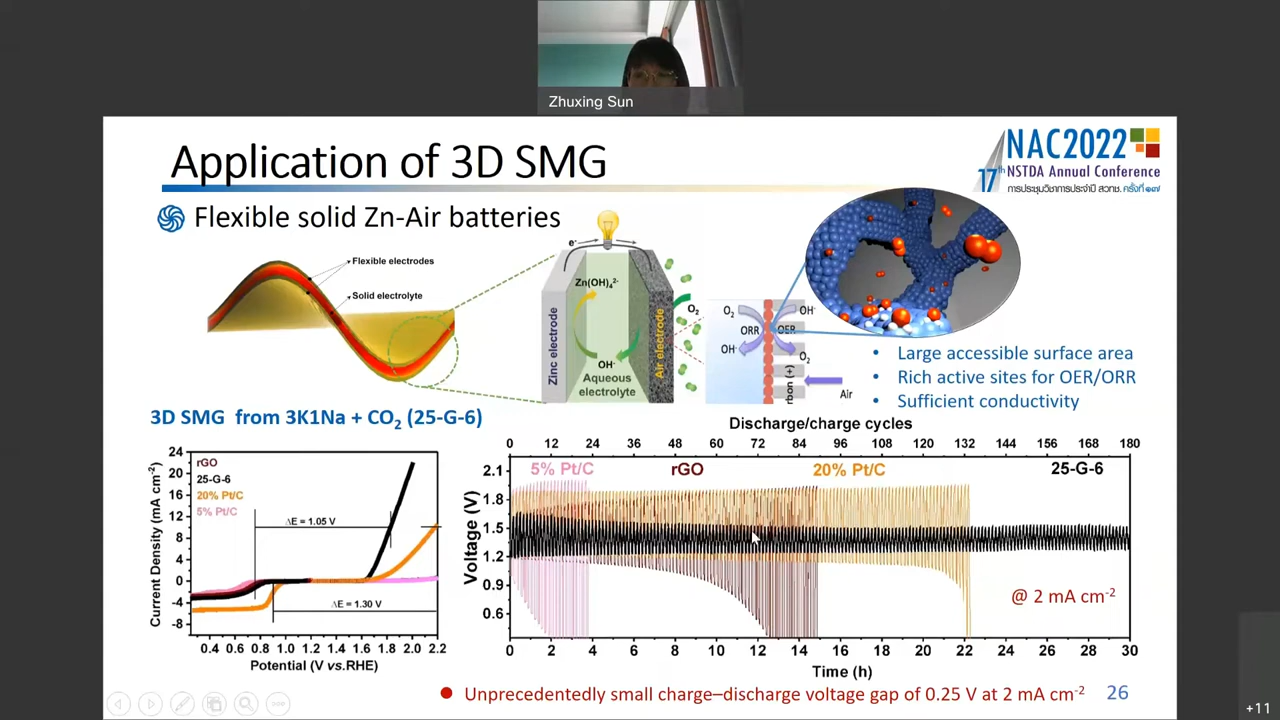 Zhuxing Sun
Application of 3D SMG
NAC2022
17th NSTDA Annual Conference
การประชุมวิชาการประจำปี สวทช. ครั้งที่ ๑๗
Flexible solid Zn-Air batteries
Flexible electrodes
Solid electrolyte
e-
Zn(OH)₄²⁻
OH⁻
Zinc electrode
Air electrode
Aqueous
electrolyte
O₂
O₂
OH⁻
ORR
OER
OH⁻
O₂
rbon (+)
Air
• Large accessible surface area
• Rich active sites for OER/ORR
• Sufficient conductivity
3D SMG from 3K1Na + CO₂ (25-G-6)
Current Density (mA cm⁻²)
24
20
16
12
8
4
0
-4
-8
rGO
25-G-6
20% Pt/C
5% Pt/C
ΔE = 1.05 V
ΔE = 1.30 V
0.4 0.6 0.8 1.0 1.2 1.4 1.6 1.8 2.0 2.2
Potential (V vs.RHE)
Discharge/charge cycles
0 12 24 36 48 60 72 84 96 108 120 132 144 156 168 180
Voltage (V)
2.1
1.8
1.5
1.2
0.9
0.6
5% Pt/C rGO 20% Pt/C 25-G-6
@ 2 mA cm⁻²
0 2 4 6 8 10 12 14 16 18 20 22 24 26 28 30
Time (h)
Unprecedentedly small charge–discharge voltage gap of 0.25 V at 2 mA cm⁻²
26
+11